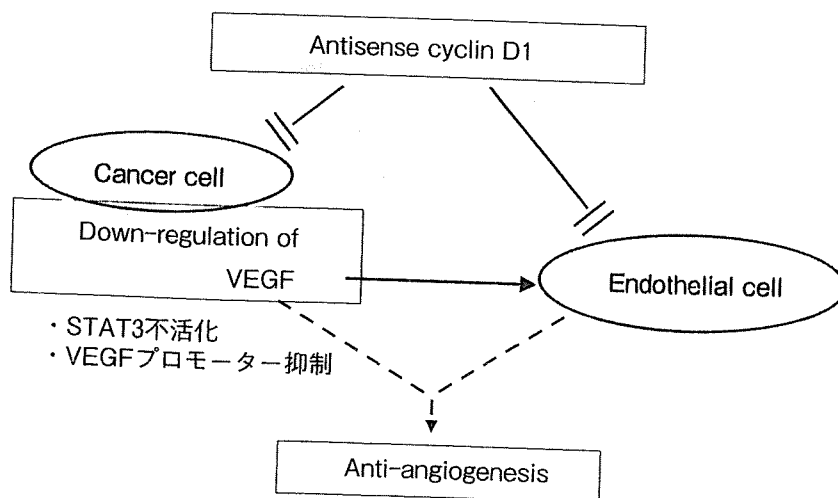 Antisense cyclin D1
Cancer cell
Down-regulation of
VEGF
Endothelial cell
・STAT3不活化
・VEGFプロモーター抑制
Anti-angiogenesis